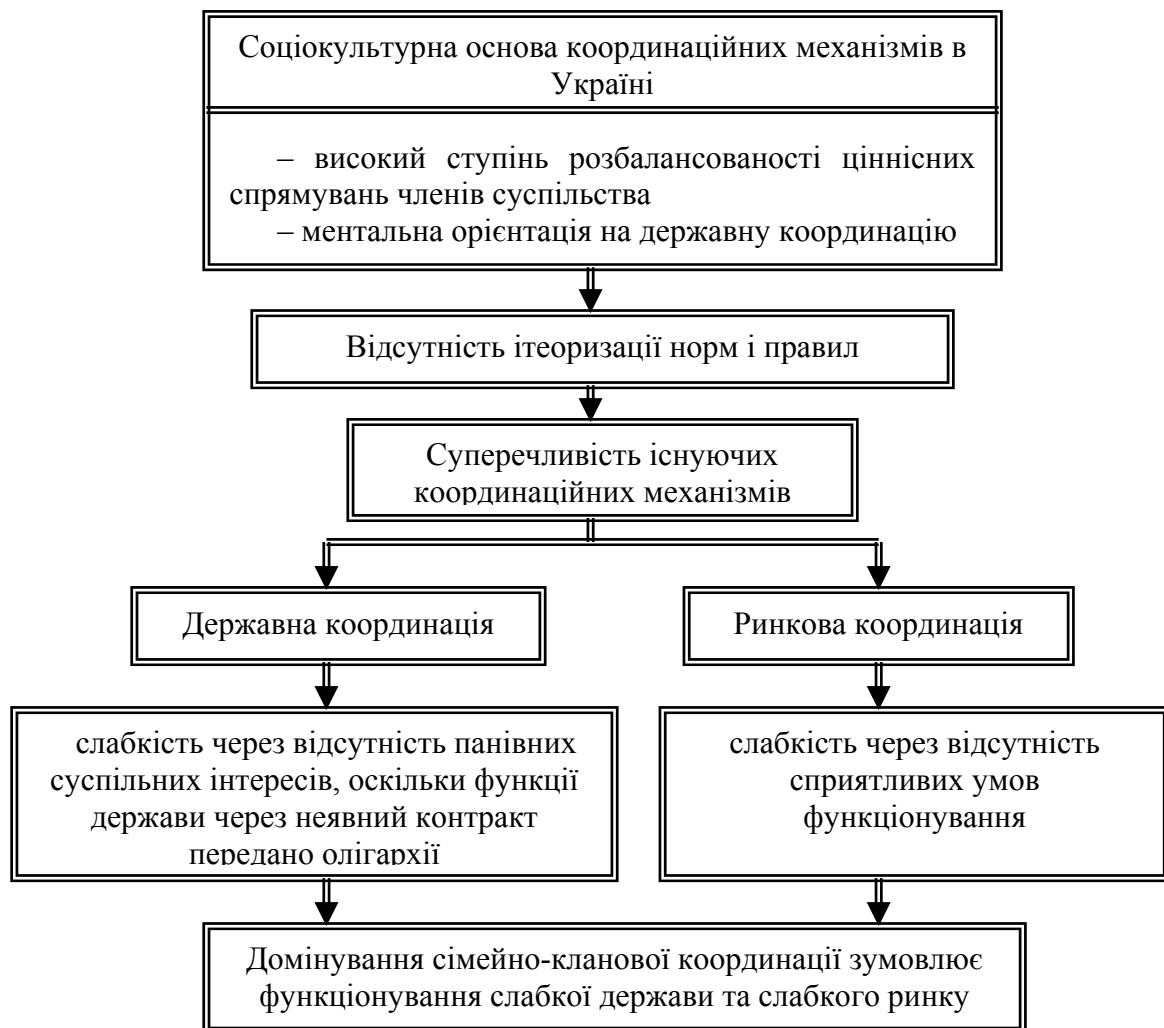 Соціокультурна основа координаційних механізмів в
Україні
– високий ступінь розбалансованості ціннісних
спрямувань членів суспільства
– ментальна орієнтація на державну координацію
Відсутність ітеоризації норм і правил
Суперечливість існуючих
координаційних механізмів
Державна координація
Ринкова координація
слабкість через відсутність панівних
суспільних інтересів, оскільки функції
держави через неявний контракт
передано олігархії
слабкість через відсутність
сприятливих умов
функціонування
Домінування сімейно-кланової координації зумовлює
функціонування слабкої держави та слабкого ринку